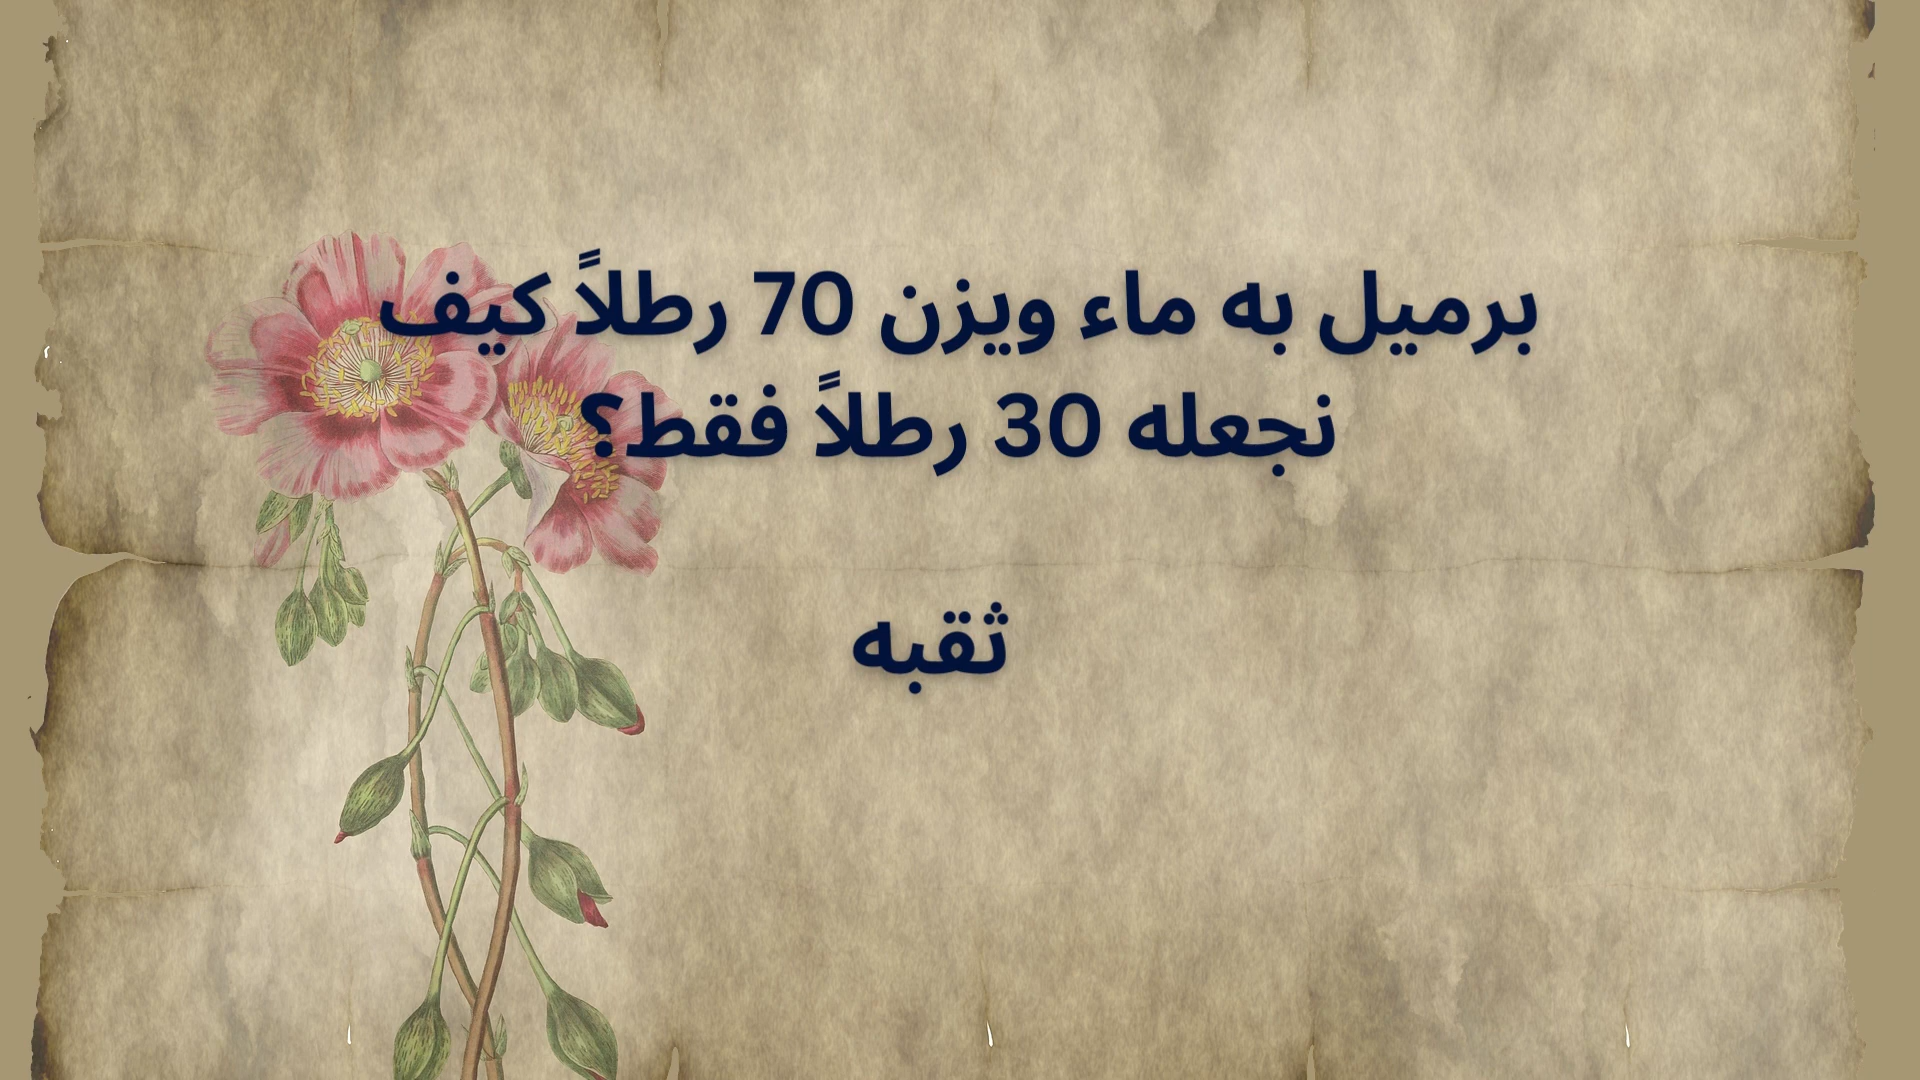 برميل به ماء ويزن 70 رطلاً كيف
نجعله 30 رطلاً فقط؟
ثقبه